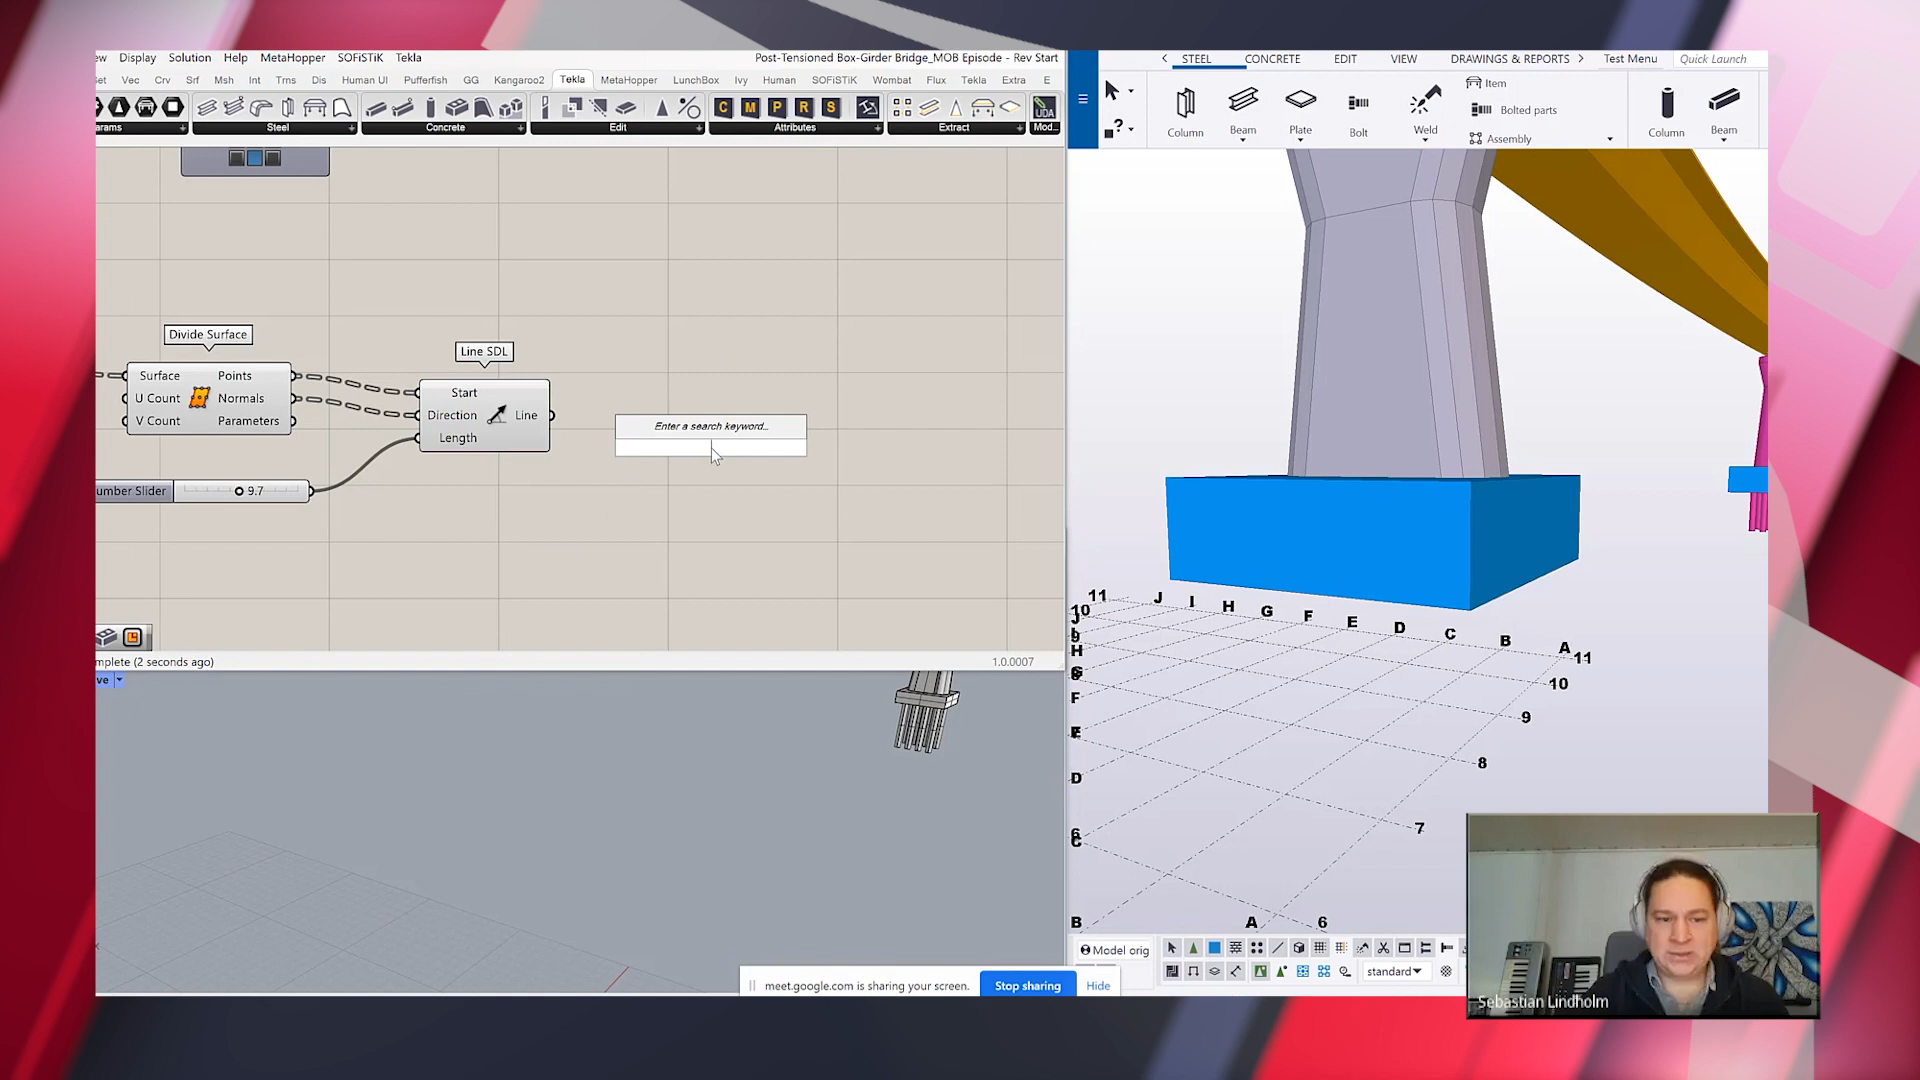 ew Display Solution Help MetaHopper SOFiSTiK Tekla
Post-Tensioned Box-Girder Bridge_MOB Episode - Rev Start
Set Vec Crv Srf Msh Int Trns Dis Human UI Pufferfish GG Kangaroo2 Tekla MetaHopper LunchBox Ivy Human SOFiSTiK Wombat Flux Tekla Extra E
C M P R S
UDA
arams Steel Concrete Edit Attributes Extract Mod...
Divide Surface
Surface Points
U Count Normals
V Count Parameters
Line SDL
Start
Direction Line
Length
umber Slider 9.7
Enter a search keyword...
mplete (2 seconds ago)
1.0.0007
ve
STEEL CONCRETE EDIT VIEW DRAWINGS & REPORTS Test Menu Quick Launch
Item
Bolted parts
Assembly
Column Beam Plate Bolt Weld Column Beam
11 J I H G F E D C B A 11
10
10
9
9
8
7
6
H
F
D
6
C
B A 6
Model orig
standard
meet.google.com is sharing your screen. Stop sharing Hide
Sebastian Lindholm